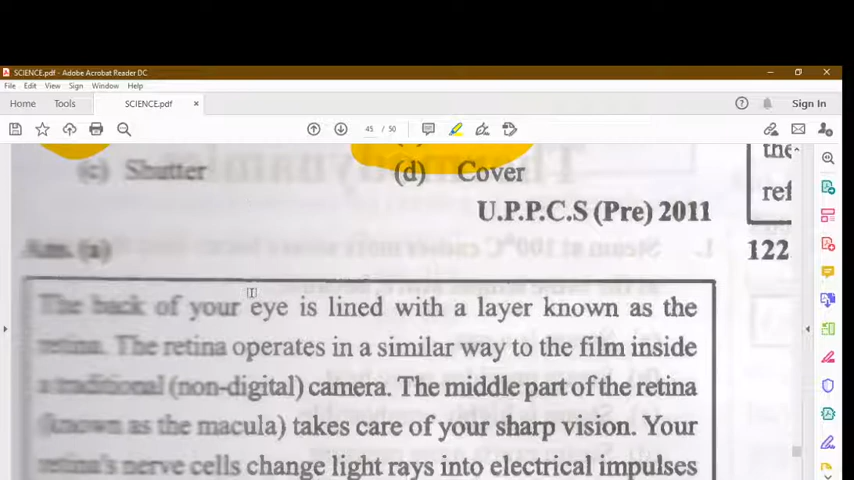 SCIENCE.pdf - Adobe Acrobat Reader DC
File Edit View Sign Window Help
Home Tools SCIENCE.pdf × Sign In
45 / 50
(c) Shutter (d) Cover
the
ref
U.P.P.C.S (Pre) 2011
Ans. (a)
122
The back of your eye is lined with a layer known as the
retina. The retina operates in a similar way to the film inside
a traditional (non-digital) camera. The middle part of the retina
(known as the macula) takes care of your sharp vision. Your
retina's nerve cells change light rays into electrical impulses